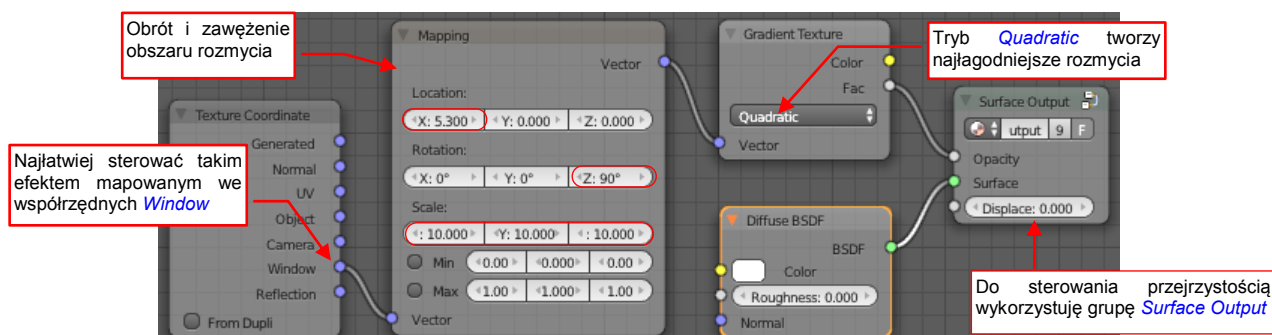 Obrót i zawężenie
obszaru rozmycia
Mapping
Vector
Location:
X: 5.300 Y: 0.000 Z: 0.000
Rotation:
X: 0° Y: 0° Z: 90°
Scale:
: 10.000 Y: 10.000 : 10.000
Min 0.00 0.000 0.00
Max 1.00 1.000 1.00
Vector
Texture Coordinate
Generated
Normal
UV
Object
Camera
Window
Reflection
From Dupli
Najłatwiej sterować takim
efektem mapowanym we
współrzędnych Window
Gradient Texture
Color
Fac
Quadratic
Vector
Tryb Quadratic tworzy
najłagodniejsze rozmycia
Surface Output
utput 9 F
Opacity
Surface
Displace: 0.000
Diffuse BSDF
BSDF
Color
Roughness: 0.000
Normal
Do sterowania przejrzystością
wykorzystuję grupę Surface Output